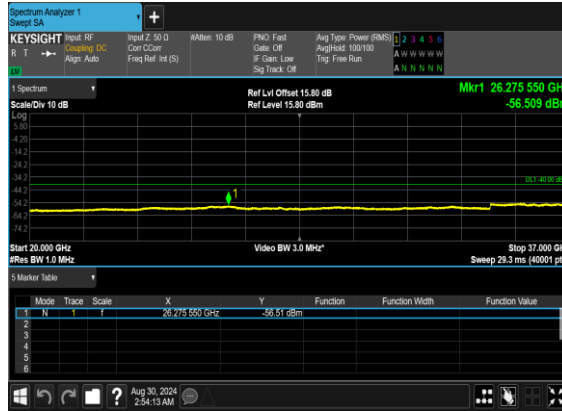 Spectrum Analyzer 1
Swept SA
+
KEYSIGHT Input: RF Input Z: 50 Ω #Atten: 10 dB PNO: Fast Avg Type: Power (RMS) 1 2 3 4 5 6
R T Coupling: DC Corr CCorr Gate: Off Avg|Hold: 100/100 A W W W W W
Align: Auto Freq Ref: Int (S) IF Gain: Low Trig: Free Run
Sig Track: Off A N N N N N
1 Spectrum
Ref Lvl Offset 15.80 dB Mkr1 26.275 550 GH
Scale/Div 10 dB Ref Level 15.80 dBm -56.509 dB
Log
5.80
-4.20
-14.2
-24.2
-34.2
DL1 -40.00 dB
-44.2
1
-54.2
-64.2
-74.2
Start 20.000 GHz Video BW 3.0 MHz* Stop 37.000 GH
#Res BW 1.0 MHz Sweep 29.3 ms (40001 pt
5 Marker Table
Mode Trace Scale X Y Function Function Width Function Value
1 N 1 f 26.275 550 GHz -56.51 dBm
2
3
4
5
6
? Aug 30, 2024
2:54:13 AM